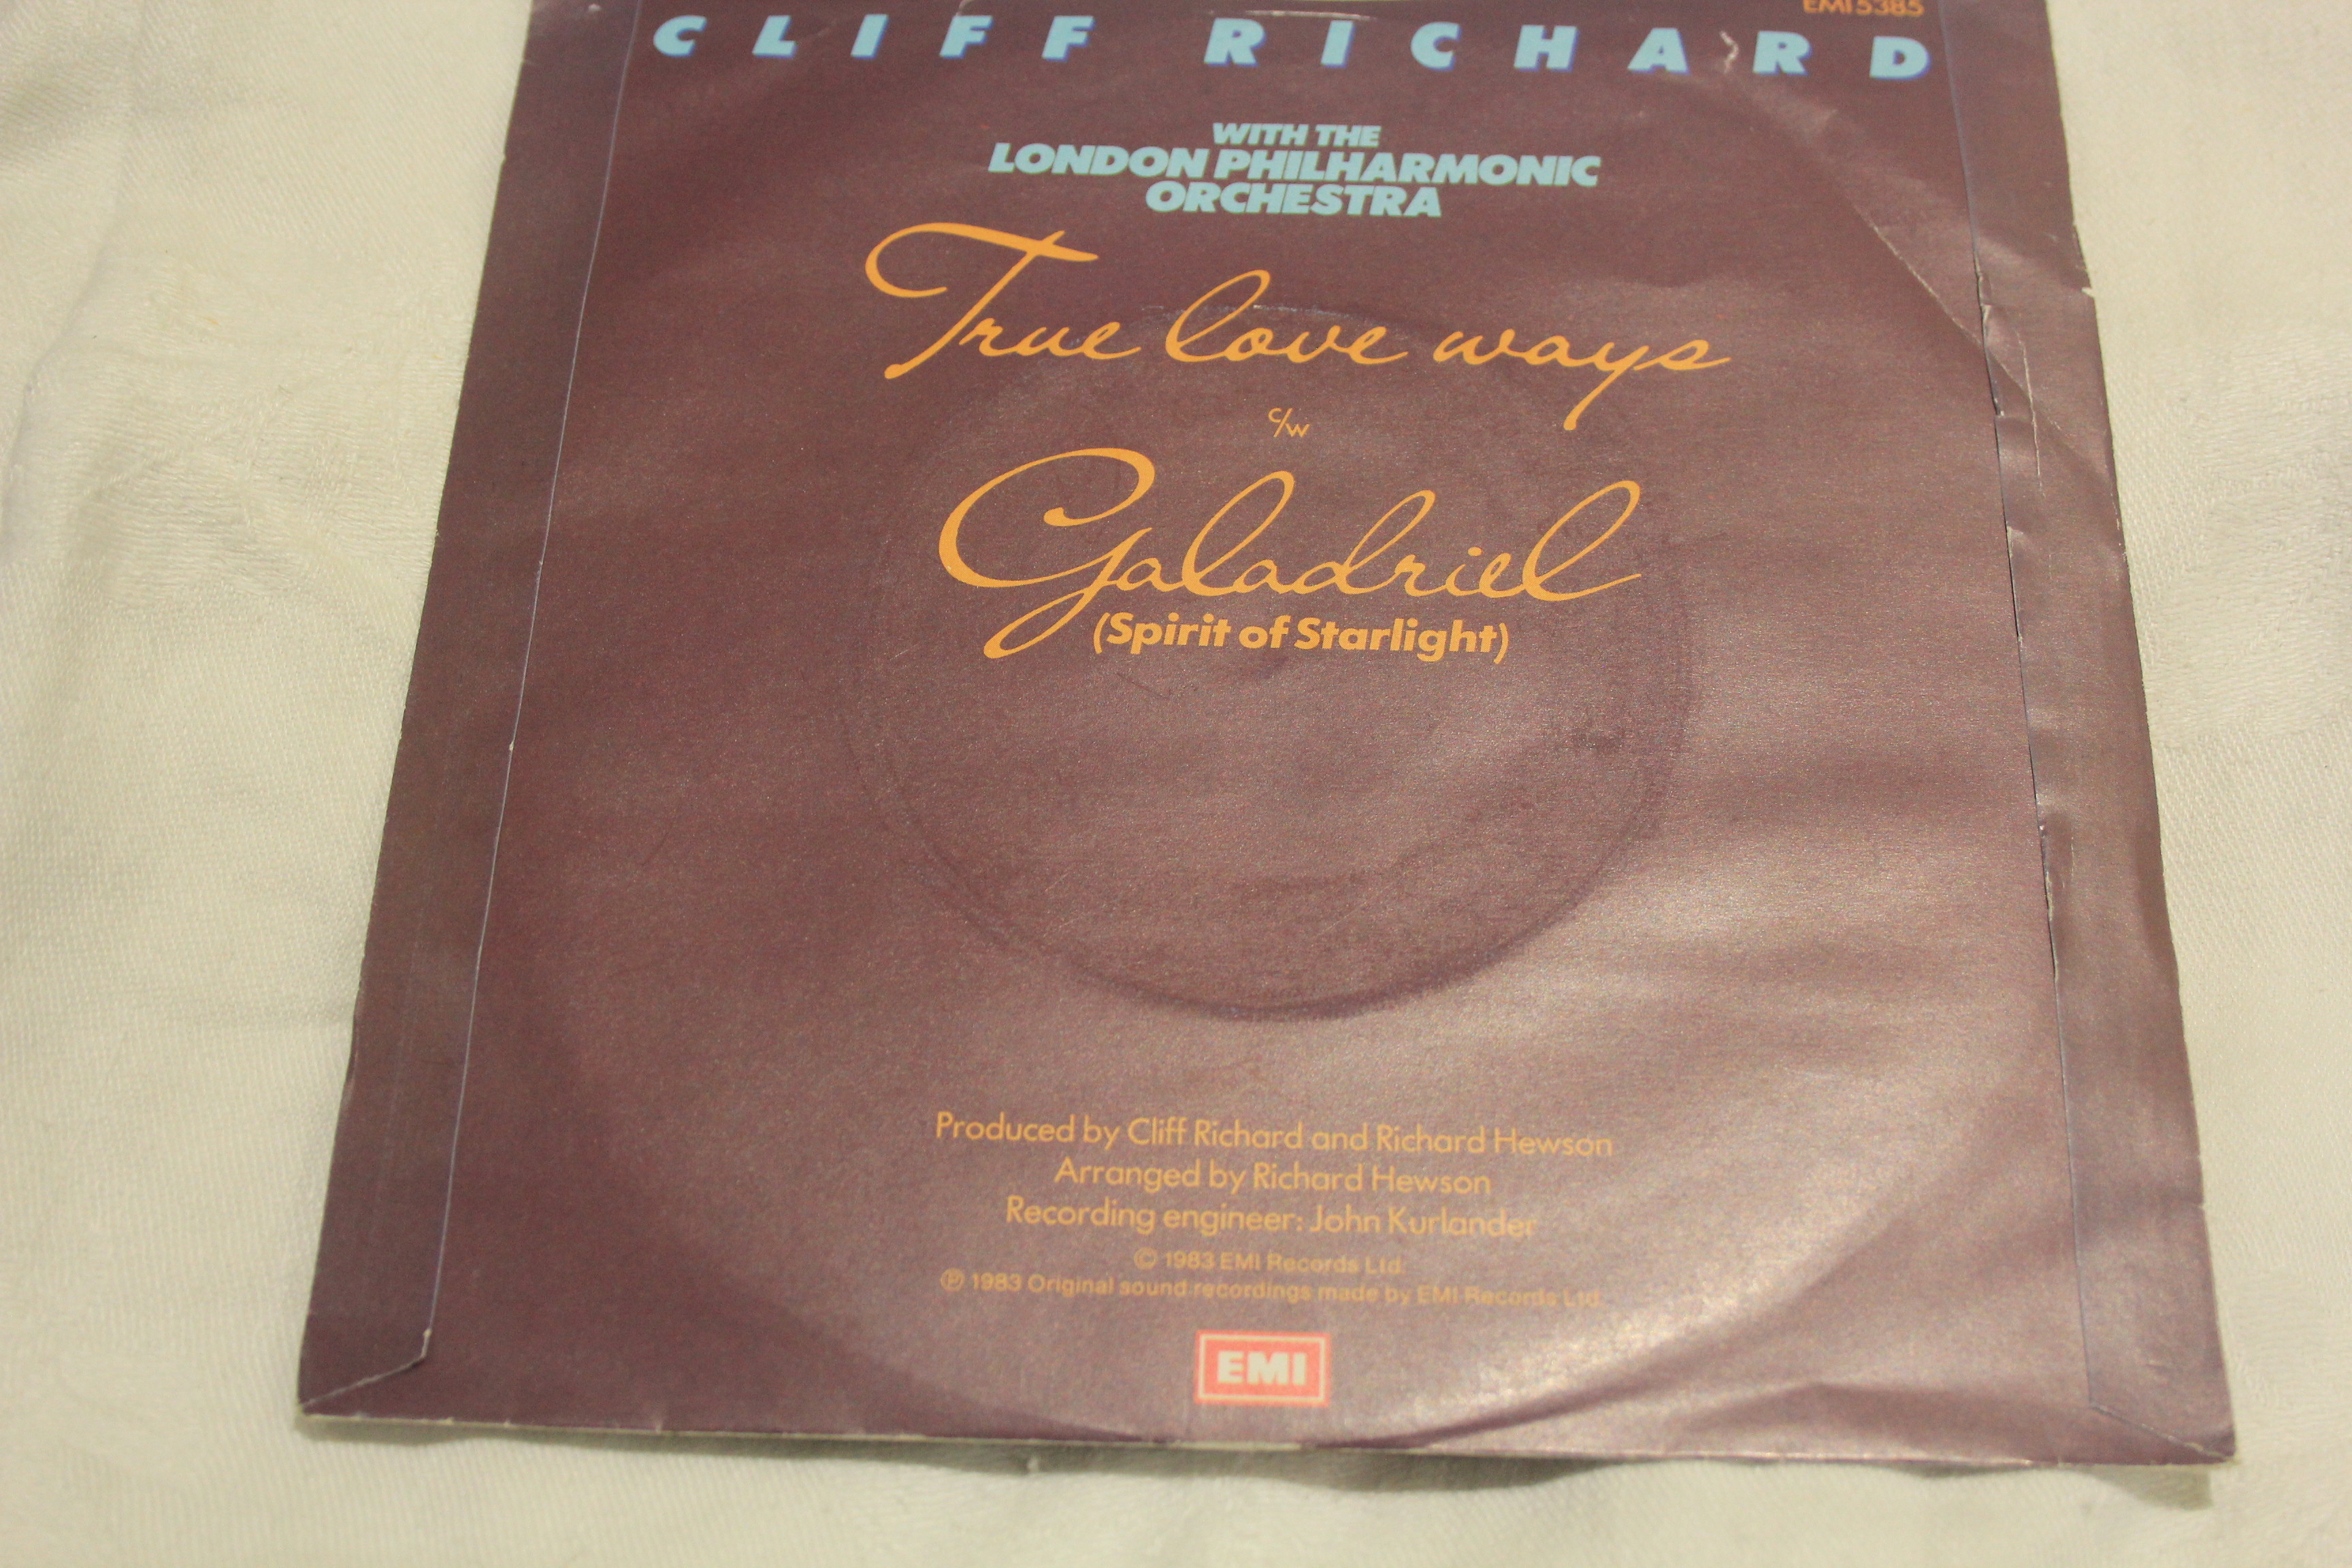 EMI 5385
CLIFF RICHARD
WITH THE
LONDON PHILHARMONIC
ORCHESTRA
True love ways
c/w
Galadriel
(Spirit of Starlight)
Produced by Cliff Richard and Richard Hewson
Arranged by Richard Hewson
Recording engineer: John Kurlander
© 1983 EMI Records Ltd.
℗ 1983 Original sound recordings made by EMI Records Ltd.
EMI